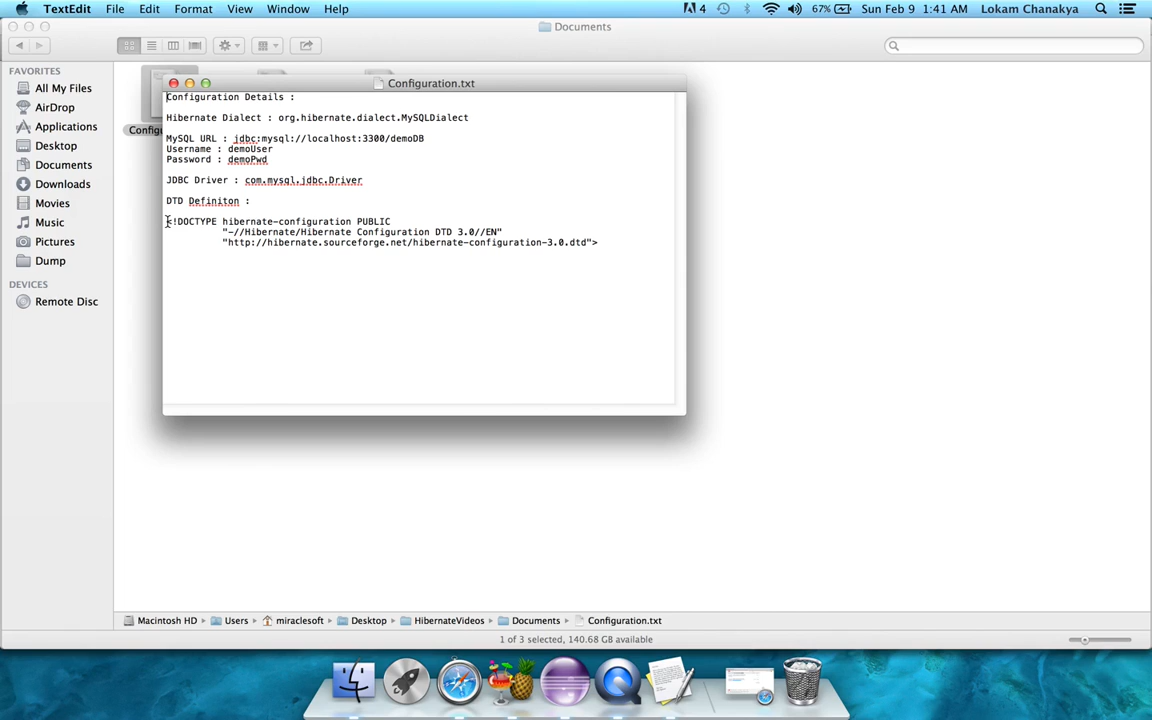 TextEdit File Edit Format View Window Help 4 67% Sun Feb 9 1:41 AM Lokam Chanakya
Documents
FAVORITES
All My Files
AirDrop
Applications
Desktop
Documents
Downloads
Movies
Music
Pictures
Dump
DEVICES
Remote Disc
Configuration.txt
Configuration Details :
Hibernate Dialect : org.hibernate.dialect.MySQLDialect
MySQL URL : jdbc:mysql://localhost:3300/demoDB
Username : demoUser
Password : demoPwd
JDBC Driver : com.mysql.jdbc.Driver
DTD Definiton :
<!DOCTYPE hibernate-configuration PUBLIC
"-//Hibernate/Hibernate Configuration DTD 3.0//EN"
"http://hibernate.sourceforge.net/hibernate-configuration-3.0.dtd">
Macintosh HD Users miraclesoft Desktop HibernateVideos Documents Configuration.txt
1 of 3 selected, 140.68 GB available